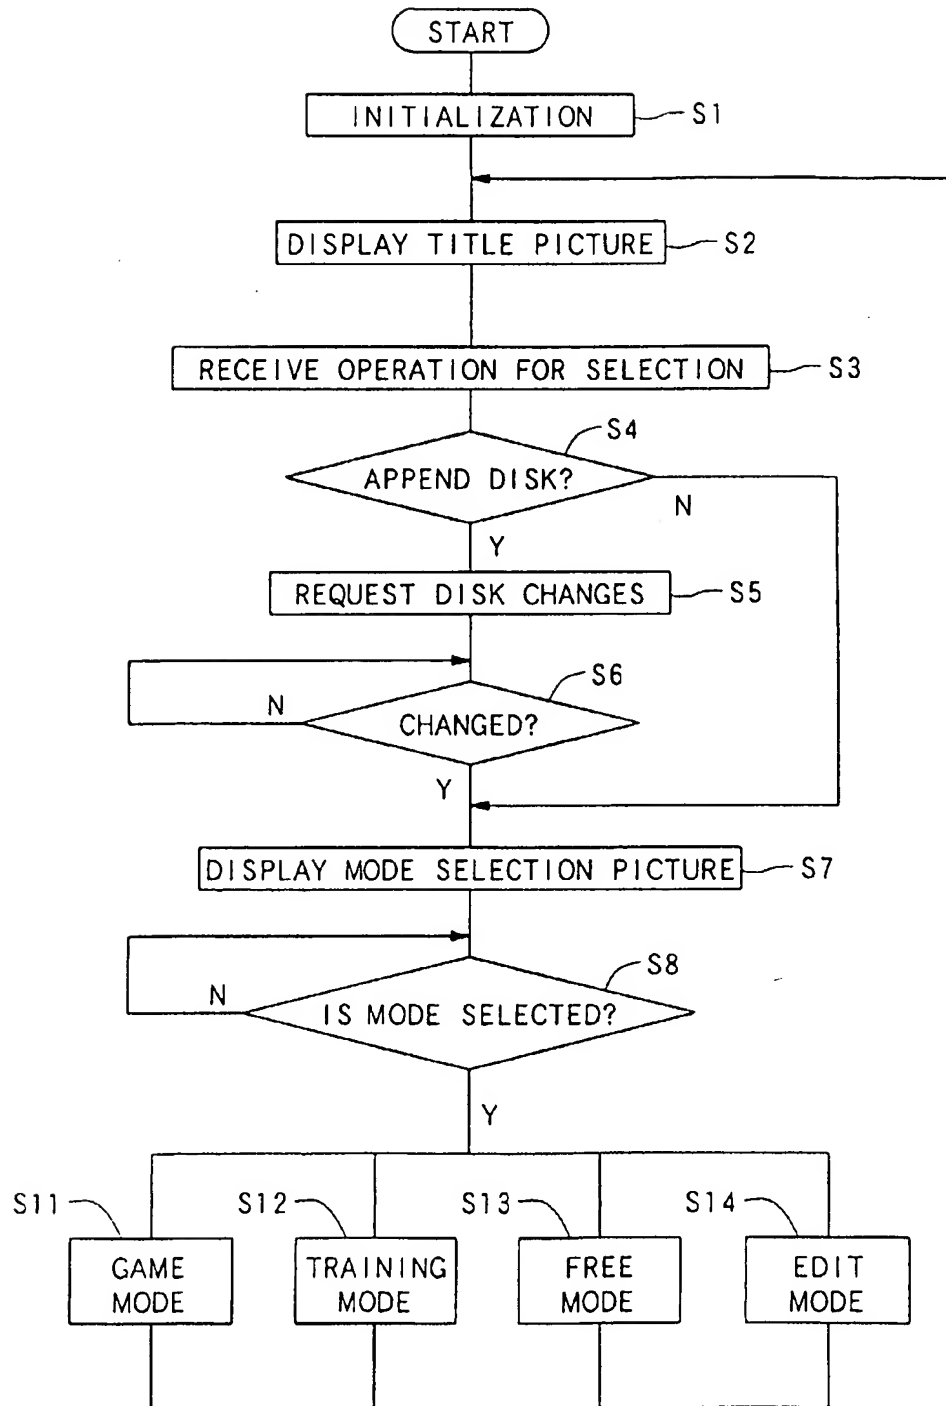 START
INITIALIZATION
S1
DISPLAY TITLE PICTURE
S2
RECEIVE OPERATION FOR SELECTION
S3
S4
APPEND DISK?
N
Y
REQUEST DISK CHANGES
S5
S6
N
CHANGED?
Y
DISPLAY MODE SELECTION PICTURE
S7
S8
N
IS MODE SELECTED?
Y
S11
S12
S13
S14
GAME
MODE
TRAINING
MODE
FREE
MODE
EDIT
MODE